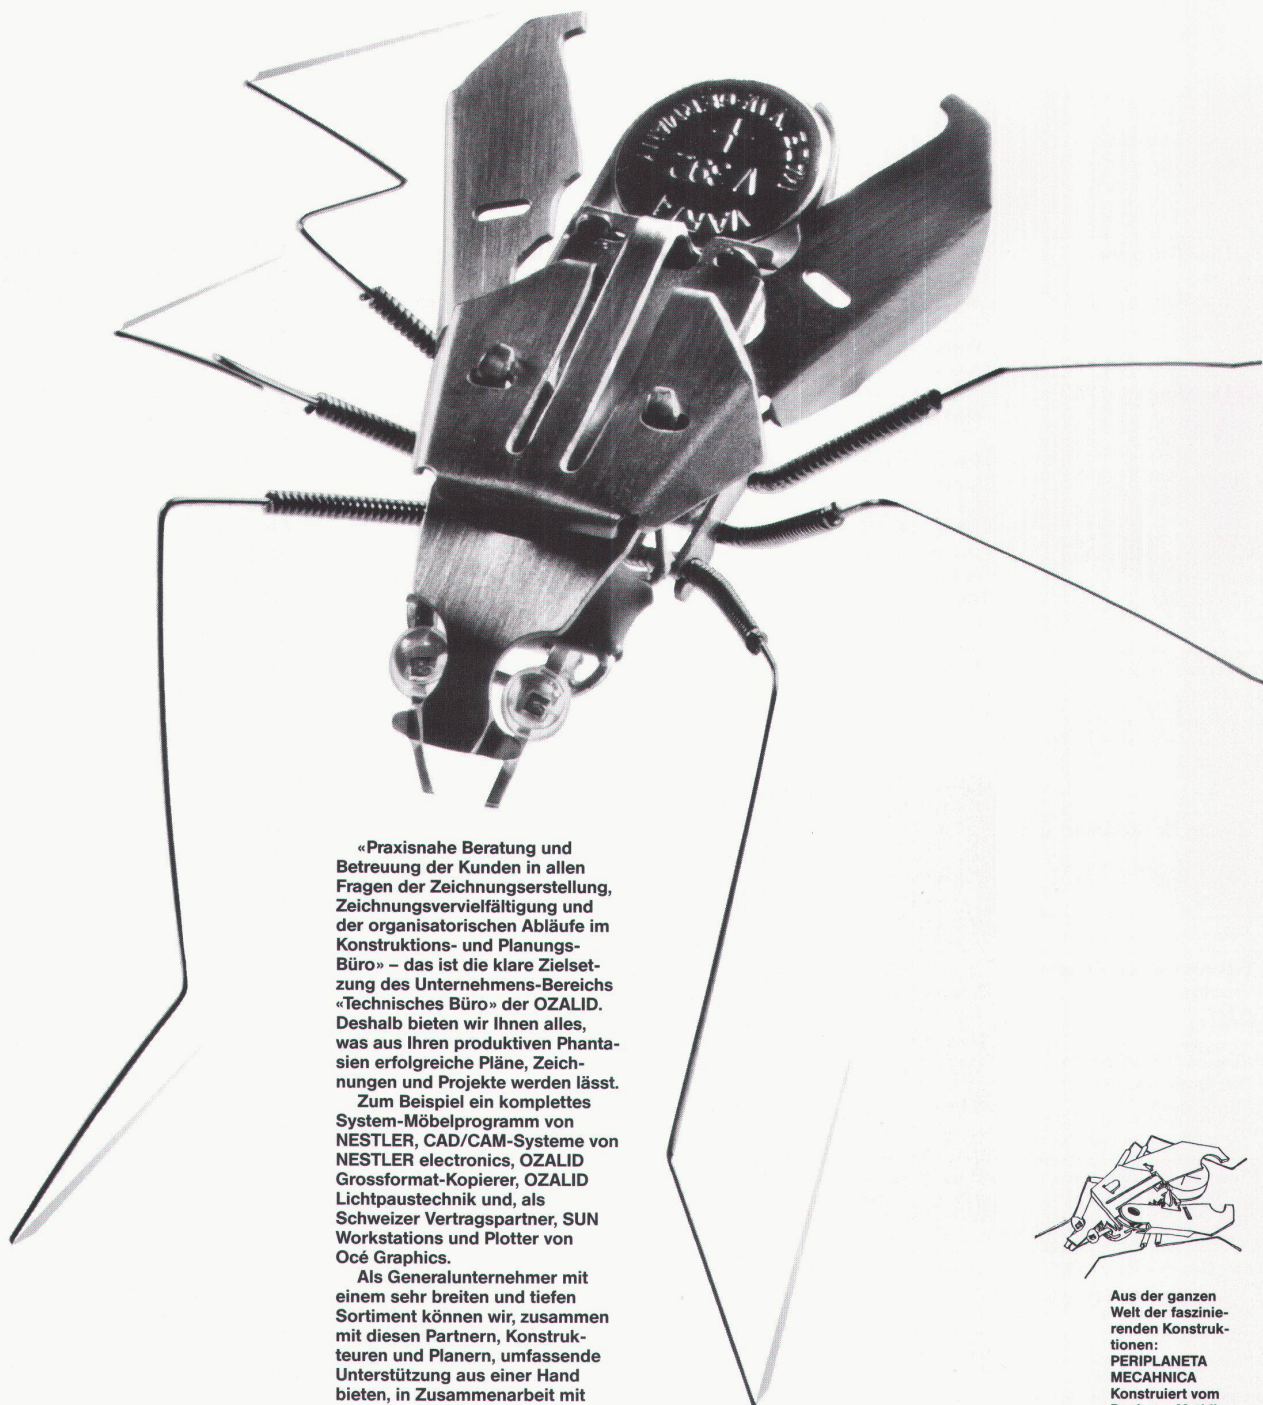 «Praxisnahe Beratung und
Betreuung der Kunden in allen
Fragen der Zeichnungserstellung,
Zeichnungsvervielfältigung und
der organisatorischen Abläufe im
Konstruktions- und Planungs-
Büro» – das ist die klare Zielset-
zung des Unternehmens-Bereichs
«Technisches Büro» der OZALID.
Deshalb bieten wir Ihnen alles,
was aus Ihren produktiven Phanta-
sien erfolgreiche Pläne, Zeich-
nungen und Projekte werden lässt.
Zum Beispiel ein komplettes
System-Möbelprogramm von
NESTLER, CAD/CAM-Systeme von
NESTLER electronics, OZALID
Grossformat-Kopierer, OZALID
Lichtpaustechnik und, als
Schweizer Vertragspartner, SUN
Workstations und Plotter von
Océ Graphics.
Als Generalunternehmer mit
einem sehr breiten und tiefen
Sortiment können wir, zusammen
mit diesen Partnern, Konstruk-
teuren und Planern, umfassende
Unterstützung aus einer Hand
bieten, in Zusammenarbeit mit
Aus der ganzen
Welt der faszinie-
renden Konstruk-
tionen:
PERIPLANETA
MECAHNICA
Konstruiert vom